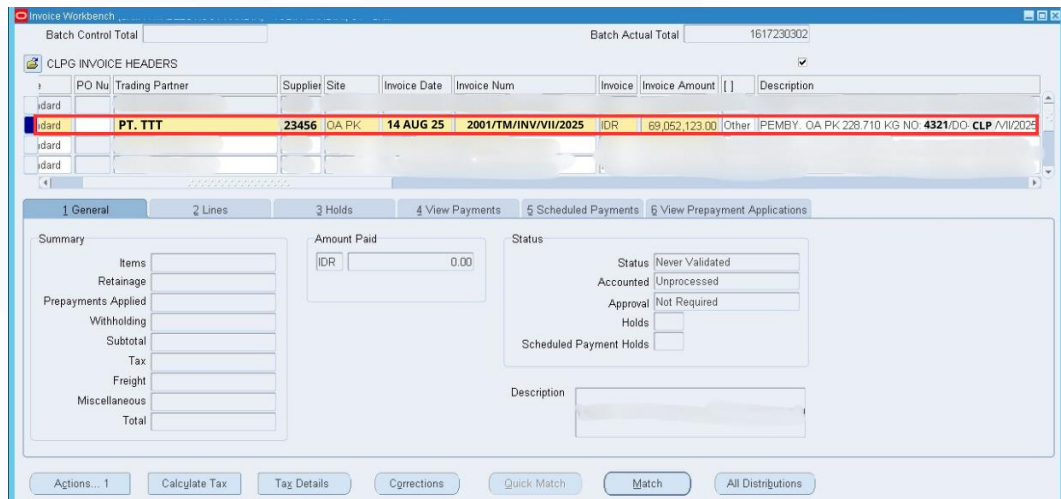 Invoice Workbench
Batch Control Total Batch Actual Total 1617230302
CLPG INVOICE HEADERS
PO Nu Trading Partner Supplier Site Invoice Date Invoice Num Invoice Invoice Amount [ ] Description
dard
dard PT. TTT 23456 OA PK 14 AUG 25 2001/TM/INV/VII/2025 IDR 69,052,123.00 Other PEMBY. OA PK 228.710 KG NO: 4321/DO- CLP /VII/2025
dard
dard
1 General 2 Lines 3 Holds 4 View Payments 5 Scheduled Payments 6 View Prepayment Applications
Summary Amount Paid Status
Items IDR 0.00 Status Never Validated
Retainage Accounted Unprocessed
Prepayments Applied Approval Not Required
Withholding Holds
Subtotal Scheduled Payment Holds
Tax
Freight
Miscellaneous Description
Total
Actions... 1 Calculate Tax Tax Details Corrections Quick Match Match All Distributions